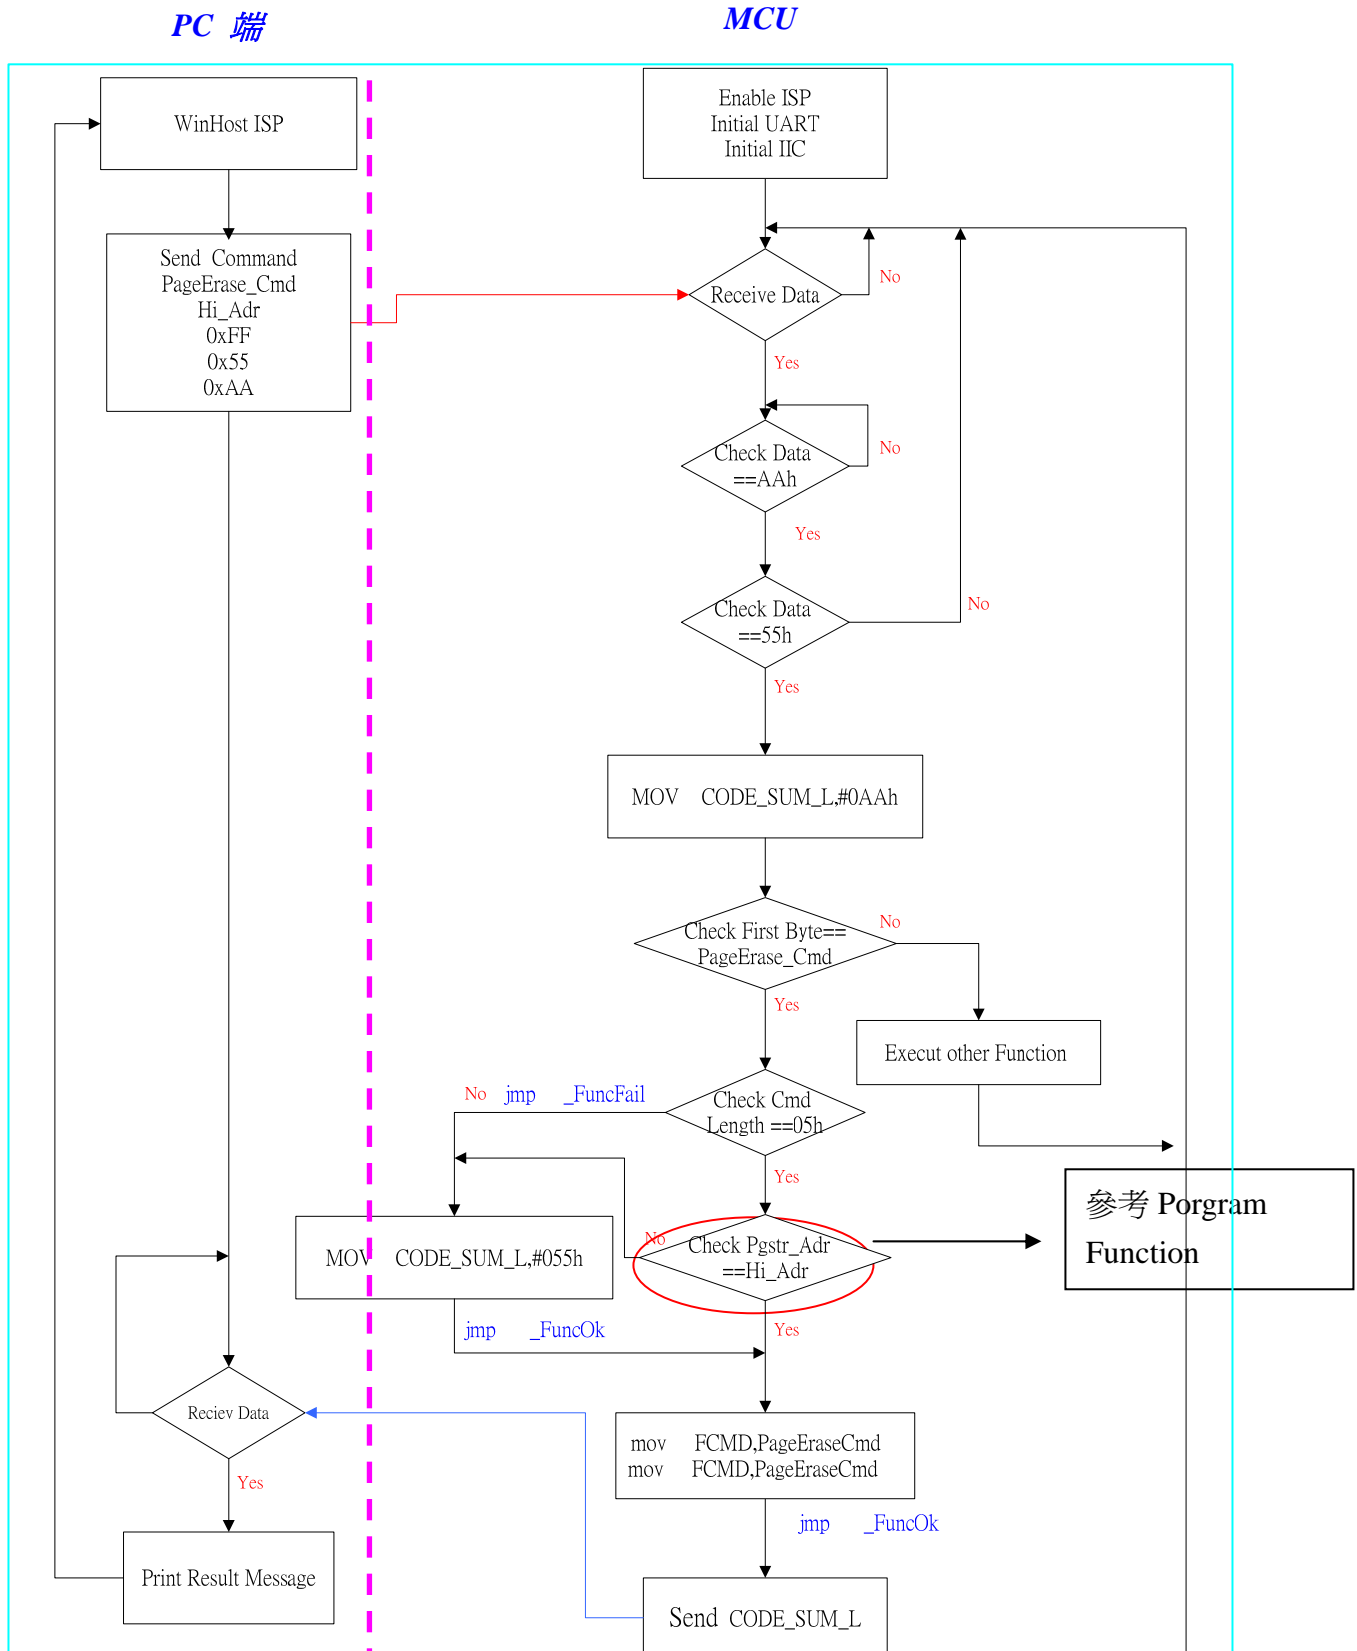 PC 端
MCU
WinHost ISP
Send Command
PageErase_Cmd
Hi_Adr
0xFF
0x55
0xAA
Enable ISP
Initial UART
Initial IIC
Receive Data
No
Yes
Check Data
==AAh
No
Yes
Check Data
==55h
No
Yes
MOV CODE_SUM_L,#0AAh
Check First Byte==
PageErase_Cmd
No
Yes
Execut other Function
Check Cmd
Length ==05h
No jmp _FuncFail
Yes
參考 Porgram
Function
MOV CODE_SUM_L,#055h
No
Check Pgstr_Adr
==Hi_Adr
jmp _FuncOk
Yes
Reciev Data
Yes
mov FCMD,PageEraseCmd
mov FCMD,PageEraseCmd
jmp _FuncOk
Print Result Message
Send CODE_SUM_L